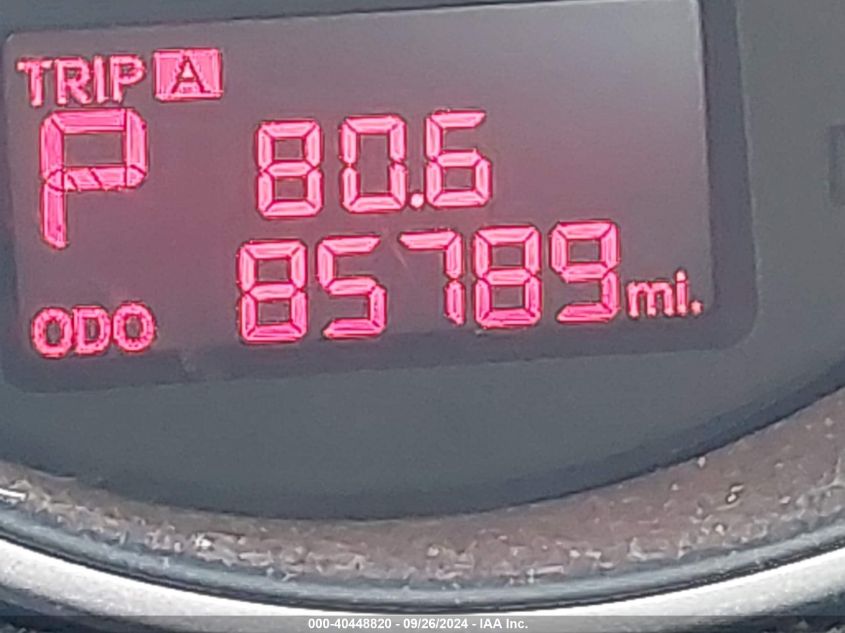 TRIP A
P 80.6
85789 mi.
ODO
000-40448820 - 09/26/2024 - IAA Inc.